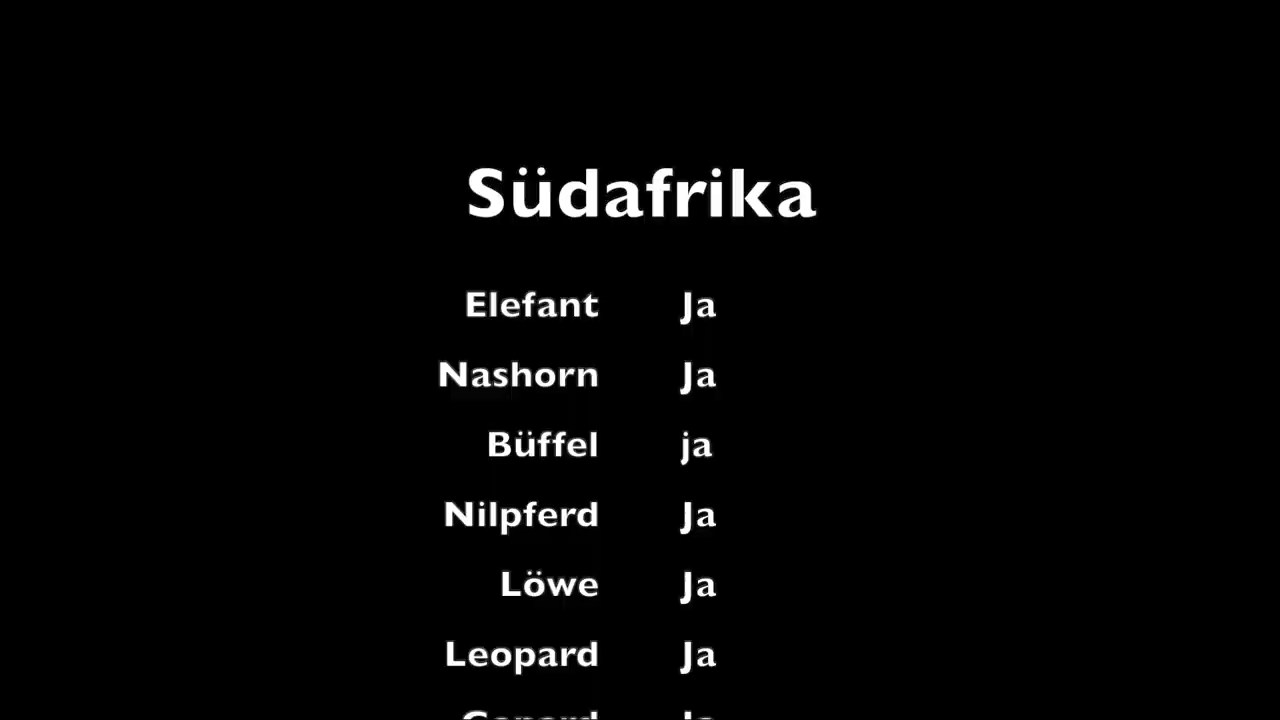 Südafrika
Elefant Ja
Nashorn Ja
Büffel ja
Nilpferd Ja
Löwe Ja
Leopard Ja